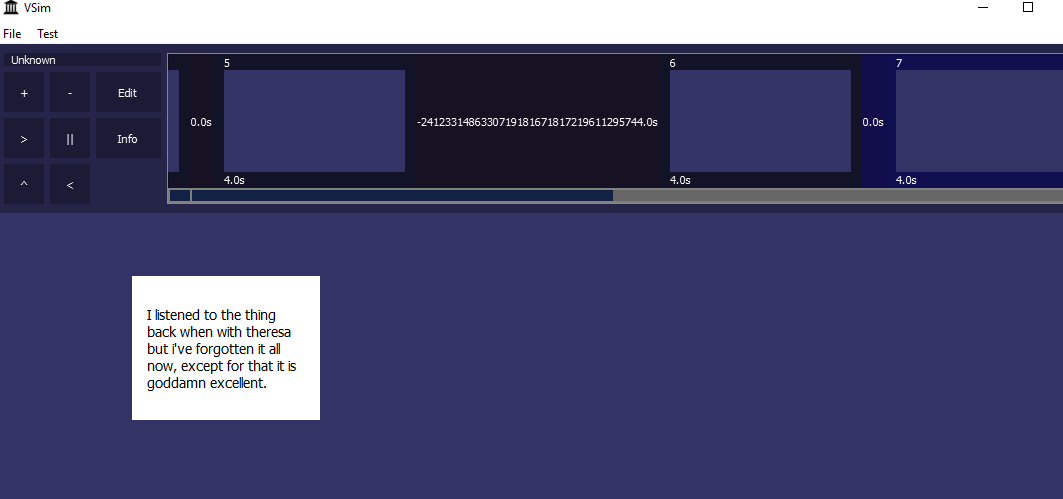 VSim
File Test
Unknown
+ - Edit
> || Info
^ <
5 6 7
0.0s -2412331486330719181671817219611295744.0s 0.0s
4.0s 4.0s 4.0s
I listened to the thing
back when with theresa
but i've forgotten it all
now, except for that it is
goddamn excellent.